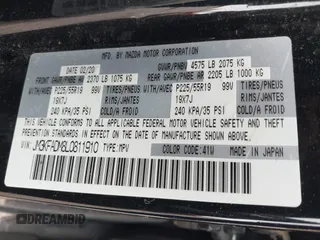 MFD. BY MAZDA MOTOR CORPORATION
DATE 02/20 GVWR/PNBV 4575 LB 2075 KG
FRONT GAWR/PNBE AV 2370 LB 1075 KG REAR GAWR/PNBE AR 2205 LB 1000 KG
P225/55R19 TIRES/PNEUS P225/55R19 TIRES/PNEUS
19X7J RIMS/JANTES 19X7J RIMS/JANTES
240 KPA/35 PSI COLD/A FROID 240 KPA/35 PSI COLD/A FROID
THIS VEHICLE CONFORMS TO ALL APPLICABLE FEDERAL MOTOR VEHICLE SAFETY
THEFT PREVENTION STANDARDS IN EFFECT ON THE DATE OF MANUFACTURE
SHOWN ABOVE.
VIN: TYPE: MPV COLOR CODE: 41W MADE IN JAPAN
DREAMBID